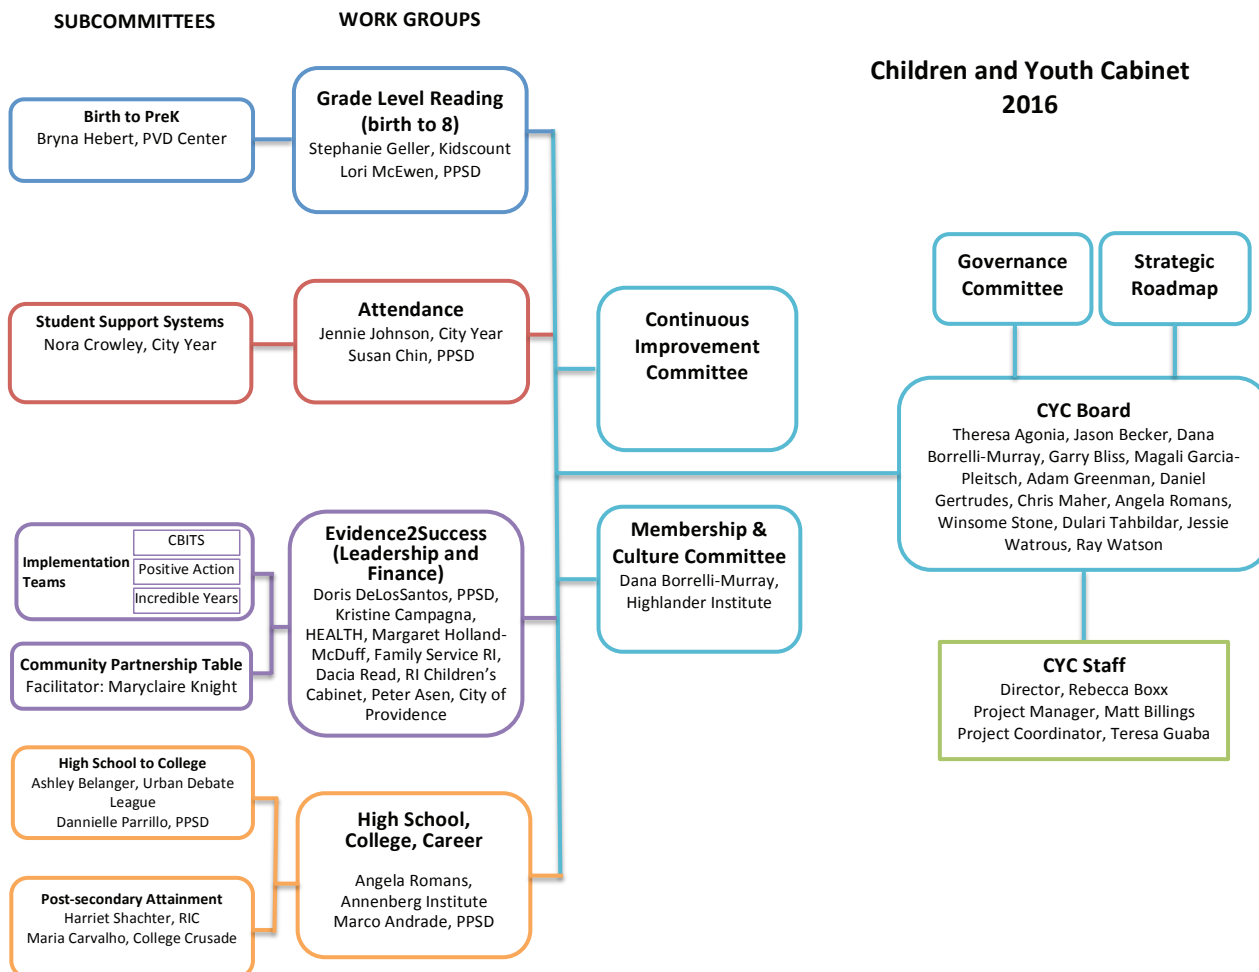 SUBCOMMITTEES
WORK GROUPS
Children and Youth Cabinet
2016
Birth to PreK
Bryna Hebert, PVD Center
Grade Level Reading
(birth to 8)
Stephanie Geller, Kidscount
Lori McEwen, PPSD
Student Support Systems
Nora Crowley, City Year
Attendance
Jennie Johnson, City Year
Susan Chin, PPSD
Implementation
Teams
CBITS
Positive Action
Incredible Years
Community Partnership Table
Facilitator: Maryclaire Knight
Evidence2Success
(Leadership and
Finance)
Doris DeLosSantos, PPSD,
Kristine Campagna,
HEALTH, Margaret Holland-
McDuff, Family Service RI,
Dacia Read, RI Children’s
Cabinet, Peter Asen, City of
Providence
High School to College
Ashley Belanger, Urban Debate
League
Dannielle Parrillo, PPSD
Post-secondary Attainment
Harriet Shachter, RIC
Maria Carvalho, College Crusade
High School,
College, Career
Angela Romans,
Annenberg Institute
Marco Andrade, PPSD
Continuous
Improvement
Committee
Membership &
Culture Committee
Dana Borrelli-Murray,
Highlander Institute
Governance
Committee
Strategic
Roadmap
CYC Board
Theresa Agonia, Jason Becker, Dana
Borrelli-Murray, Garry Bliss, Magali Garcia-
Pleitsch, Adam Greenman, Daniel
Gertrudes, Chris Maher, Angela Romans,
Winsome Stone, Dulari Tahbildar, Jessie
Watrous, Ray Watson
CYC Staff
Director, Rebecca Boxx
Project Manager, Matt Billings
Project Coordinator, Teresa Guaba